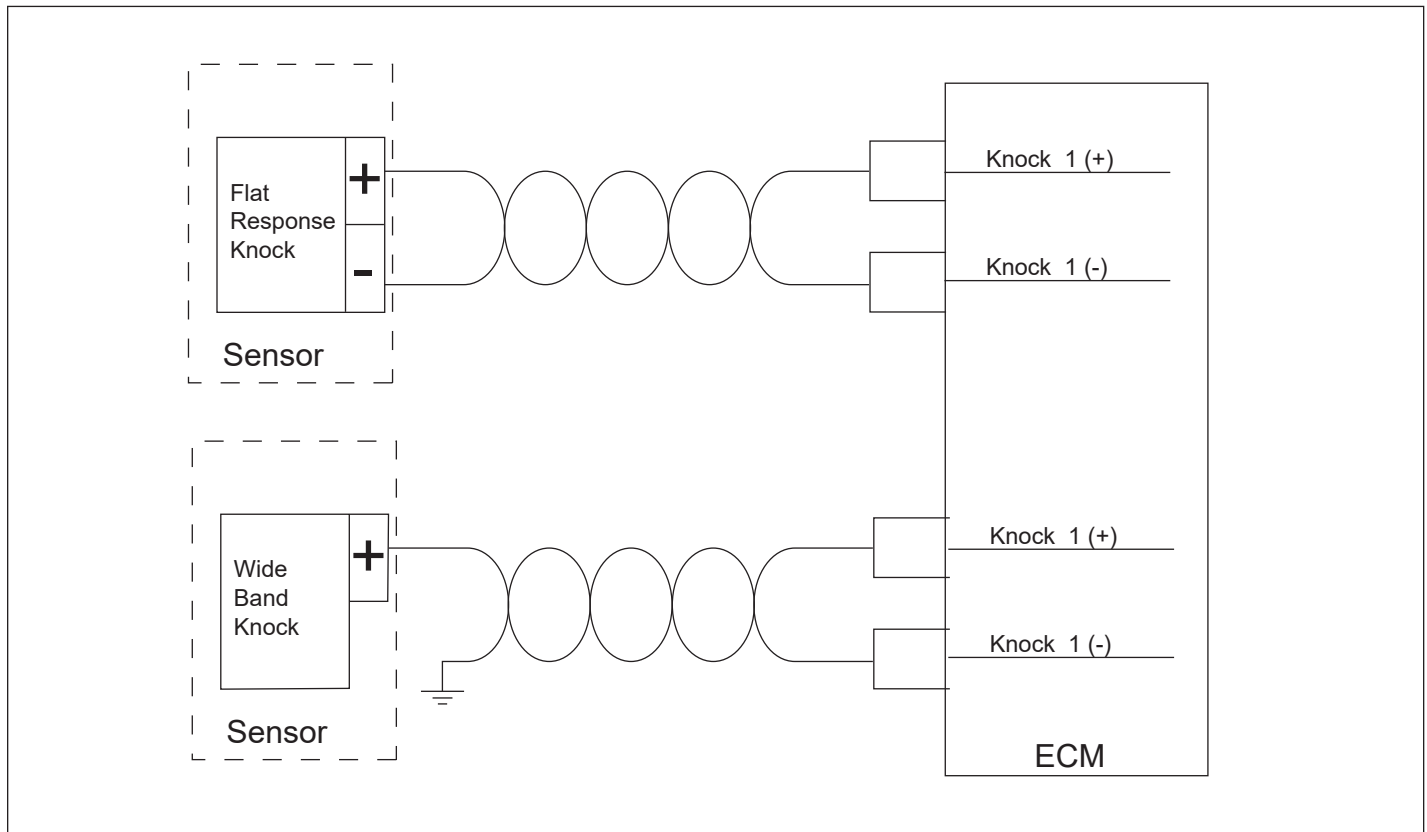 Flat
Response
Knock
+
-
Sensor
Knock 1 (+)
Knock 1 (-)
Wide
Band
Knock
+
Sensor
Knock 1 (+)
Knock 1 (-)
ECM